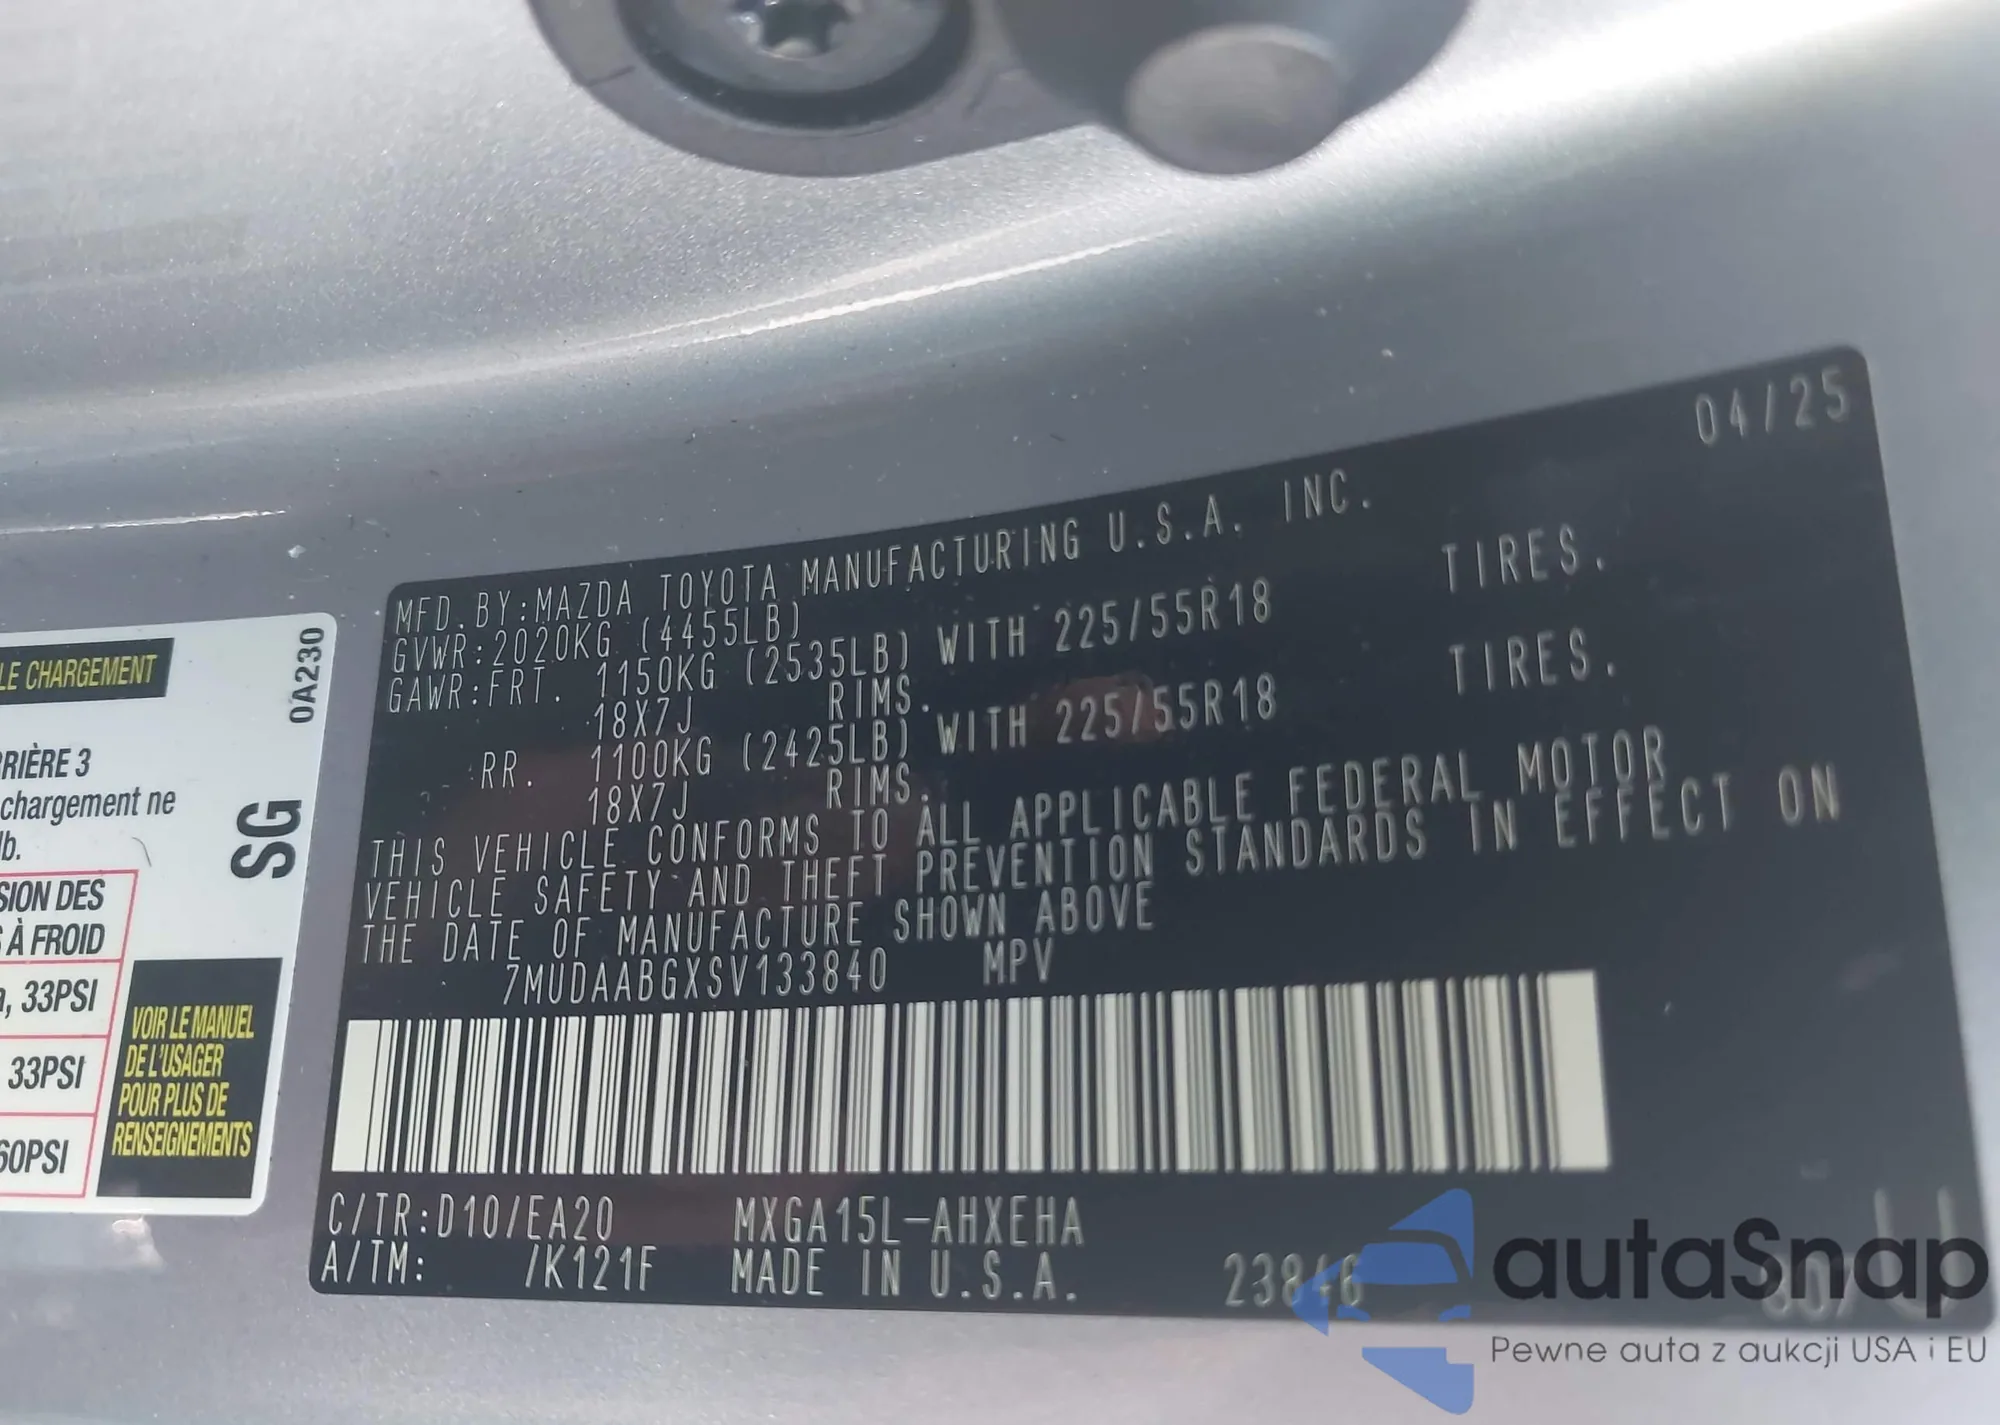 04/25
MFD.BY:MAZDA TOYOTA MANUFACTURING U.S.A. INC.
GVWR:2020KG (4455LB)
GAWR:FRT. 1150KG (2535LB) WITH 225/55R18 TIRES.
18X7J RIMS.
RR. 1100KG (2425LB) WITH 225/55R18 TIRES.
18X7J RIMS.
THIS VEHICLE CONFORMS TO ALL APPLICABLE FEDERAL MOTOR
VEHICLE SAFETY AND THEFT PREVENTION STANDARDS IN EFFECT ON
THE DATE OF MANUFACTURE SHOWN ABOVE
7MUDAABGXSV133840 MPV
C/TR:D10/EA20 MXGA15L-AHXEHA
A/TM: /K121F MADE IN U.S.A. 23846
LE CHARGEMENT
0A230
RIÈRE 3
chargement ne
lb.
SG
SION DES
À FROID
33PSI
33PSI
60PSI
VOIR LE MANUEL
DE L'USAGER
POUR PLUS DE
RENSEIGNEMENTS
autaSnap
Pewne auta z aukcji USA i EU